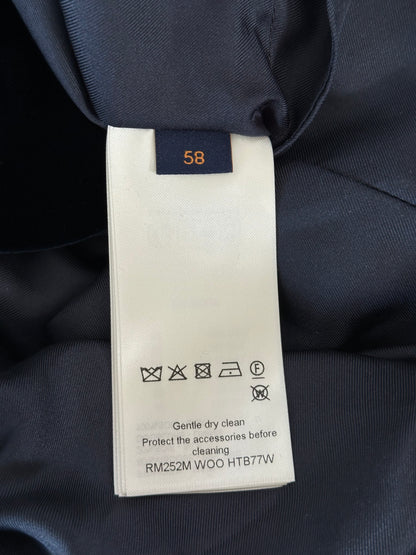 58
F
W
Gentle dry clean
Protect the accessories before
cleaning
RM252M WOO HTB77W